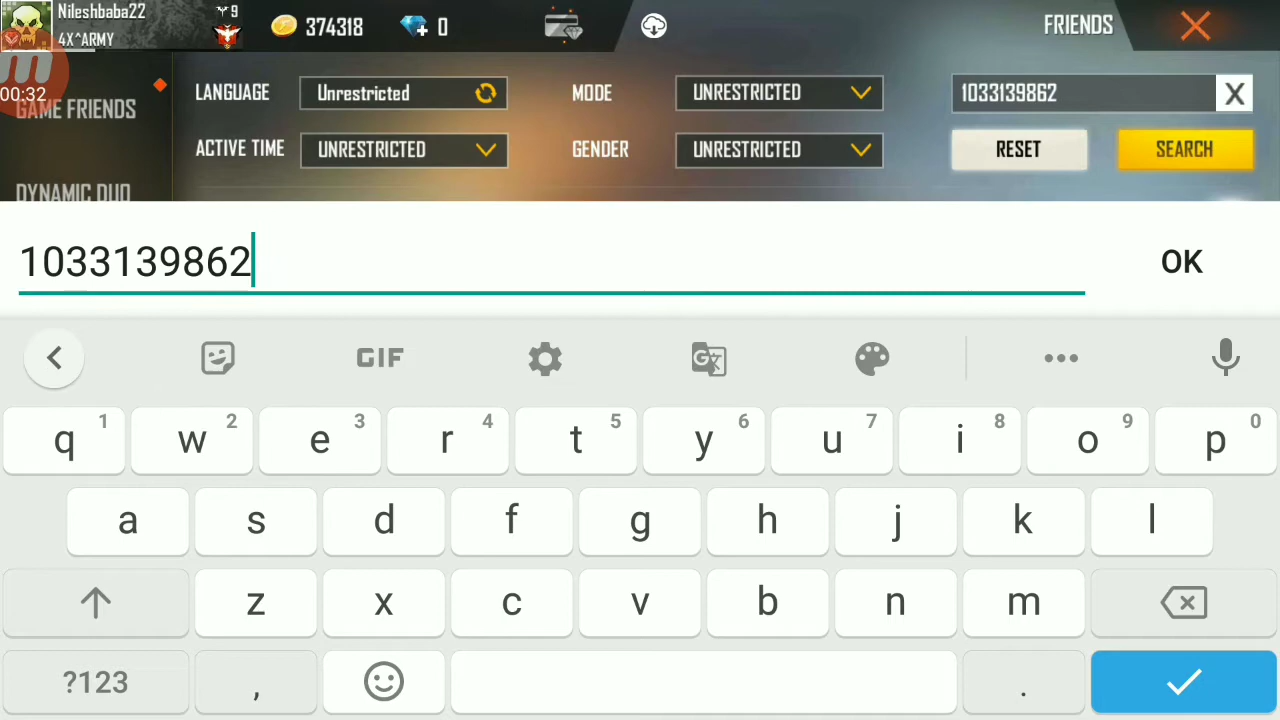 Nileshbaba22
9
374318
0
FRIENDS
4X^ARMY
00:32
GAME FRIENDS
DYNAMIC DUO
LANGUAGE
Unrestricted
MODE
UNRESTRICTED
1033139862
X
ACTIVE TIME
UNRESTRICTED
GENDER
UNRESTRICTED
RESET
SEARCH
1033139862
OK
GIF
q 1 w 2 e 3 r 4 t 5 y 6 u 7 i 8 o 9 p 0
a s d f g h j k l
z x c v b n m
?123 , .